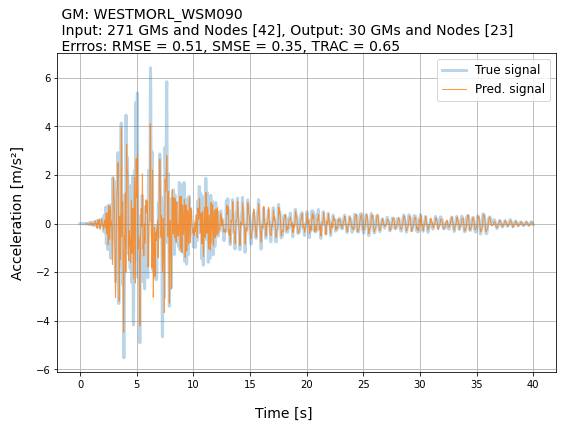 GM: WESTMORL_WSM090
Input: 271 GMs and Nodes [42], Output: 30 GMs and Nodes [23]
Errros: RMSE = 0.51, SMSE = 0.35, TRAC = 0.65
True signal
Pred. signal
6
4
2
0
−2
−4
−6
Acceleration [m/s²]
0 5 10 15 20 25 30 35 40
Time [s]